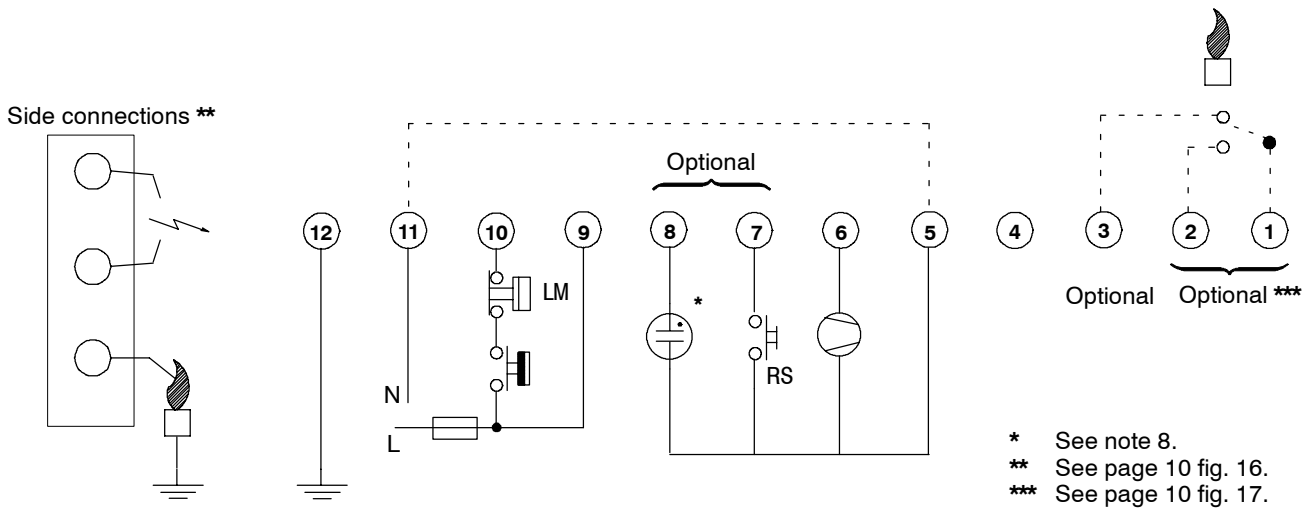 Side connections **
Optional
12
11
10
9
8
7
6
5
4
3
2
1
LM
*
Optional
Optional ***
RS
N
L
* See note 8.
** See page 10 fig. 16.
*** See page 10 fig. 17.